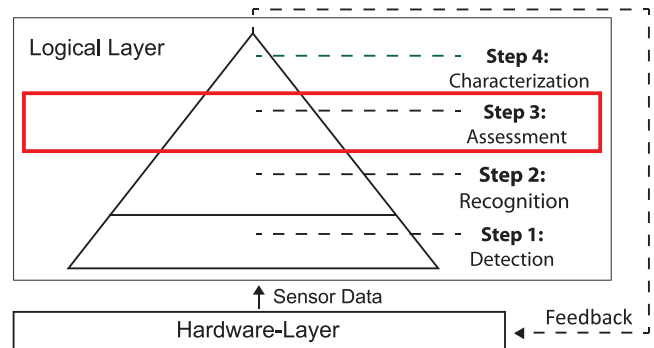 Logical Layer
Step 4:
Characterization
Step 3:
Assessment
Step 2:
Recognition
Step 1:
Detection
Sensor Data
Hardware-Layer
Feedback